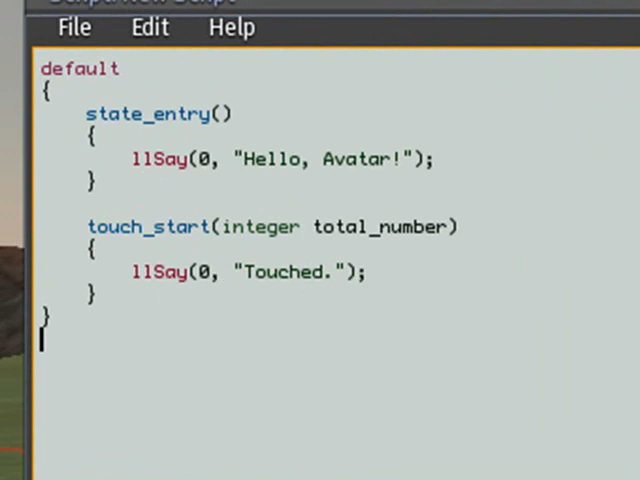 File Edit Help
default
{
    state_entry()
    {
        llSay(0, "Hello, Avatar!");
    }

    touch_start(integer total_number)
    {
        llSay(0, "Touched.");
    }
}